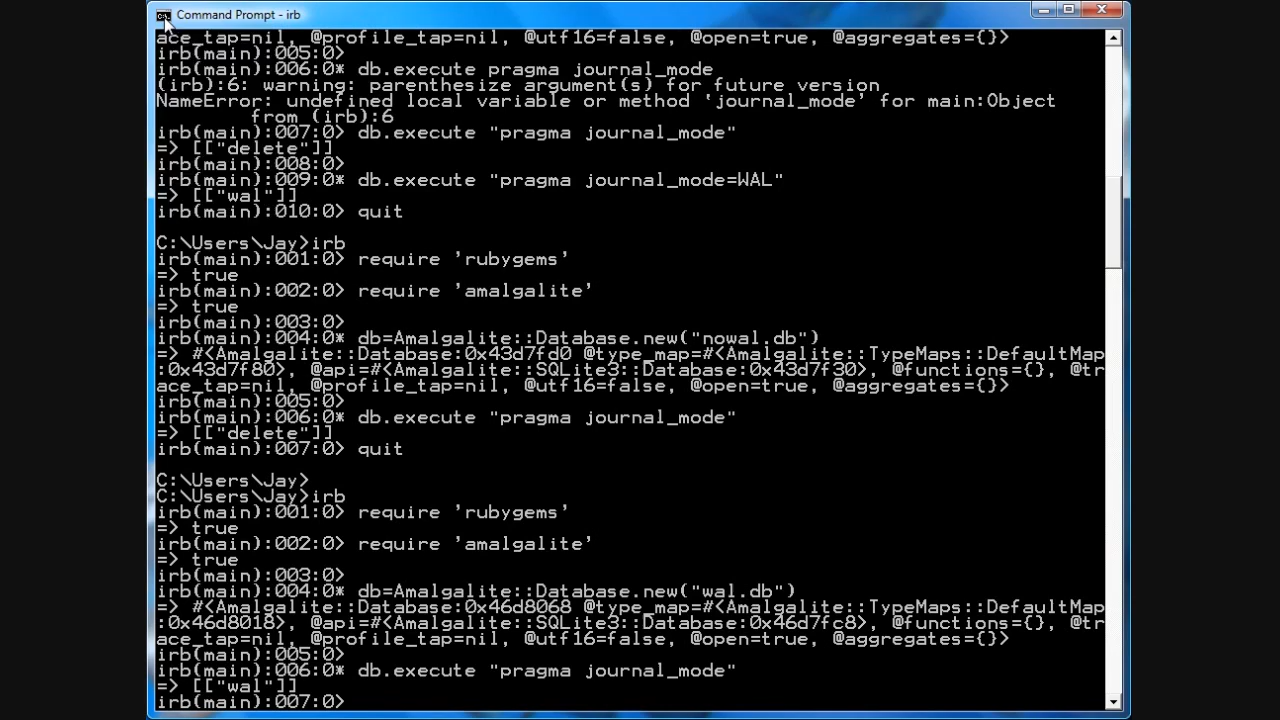 Command Prompt - irb
ace_tap=nil, @profile_tap=nil, @utf16=false, @open=true, @aggregates={}>
irb(main):005:0>
irb(main):006:0* db.execute pragma journal_mode
(irb):6: warning: parenthesize argument(s) for future version
NameError: undefined local variable or method `journal_mode' for main:Object
        from (irb):6
irb(main):007:0> db.execute "pragma journal_mode"
=> [["delete"]]
irb(main):008:0>
irb(main):009:0* db.execute "pragma journal_mode=WAL"
=> [["wal"]]
irb(main):010:0> quit
C:\Users\Jay>irb
irb(main):001:0> require 'rubygems'
=> true
irb(main):002:0> require 'amalgalite'
=> true
irb(main):003:0>
irb(main):004:0* db=Amalgalite::Database.new("nowal.db")
=> #<Amalgalite::Database:0x43d7fd0 @type_map=#<Amalgalite::TypeMaps::DefaultMap
:0x43d7f80>, @api=#<Amalgalite::SQLite3::Database:0x43d7f30>, @functions={}, @tr
ace_tap=nil, @profile_tap=nil, @utf16=false, @open=true, @aggregates={}>
irb(main):005:0>
irb(main):006:0* db.execute "pragma journal_mode"
=> [["delete"]]
irb(main):007:0> quit
C:\Users\Jay>
C:\Users\Jay>irb
irb(main):001:0> require 'rubygems'
=> true
irb(main):002:0> require 'amalgalite'
=> true
irb(main):003:0>
irb(main):004:0* db=Amalgalite::Database.new("wal.db")
=> #<Amalgalite::Database:0x46d8068 @type_map=#<Amalgalite::TypeMaps::DefaultMap
:0x46d8018>, @api=#<Amalgalite::SQLite3::Database:0x46d7fc8>, @functions={}, @tr
ace_tap=nil, @profile_tap=nil, @utf16=false, @open=true, @aggregates={}>
irb(main):005:0>
irb(main):006:0* db.execute "pragma journal_mode"
=> [["wal"]]
irb(main):007:0>